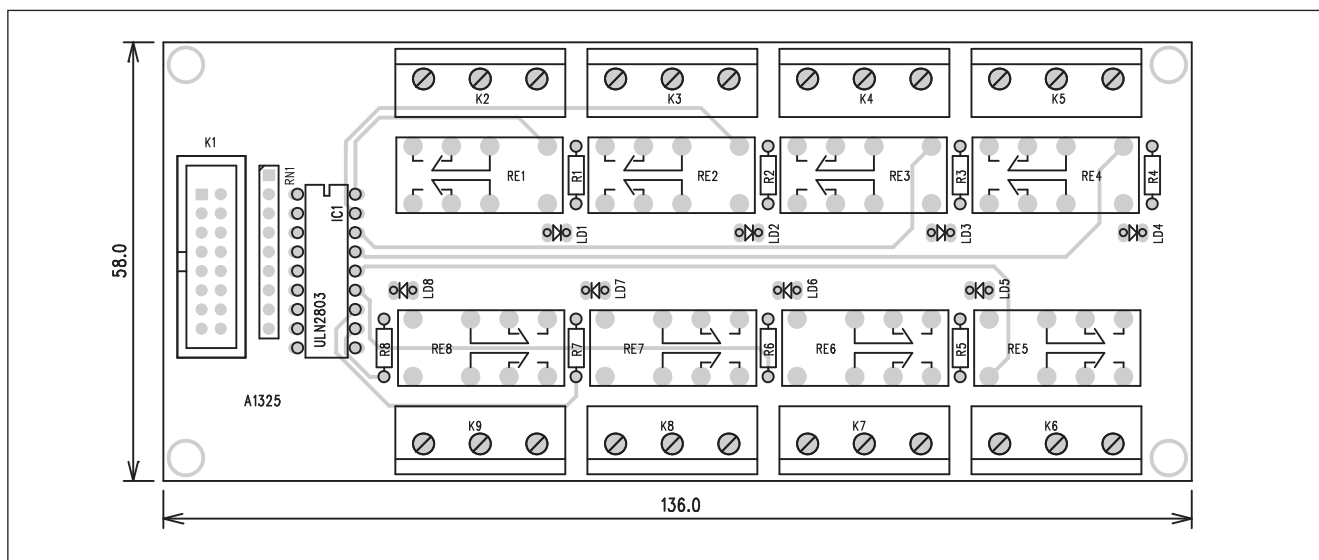 K2 K3 K4 K5
K1
RN1
IC1
ULN2803
RE1 R1 RE2 R2 RE3 R3 RE4 R4
LD1 LD2 LD3 LD4
58.0
LD8 LD7 LD6 LD5
R8 RE8 R7 RE7 R6 RE6 R5 RE5
A1325
K9 K8 K7 K6
136.0